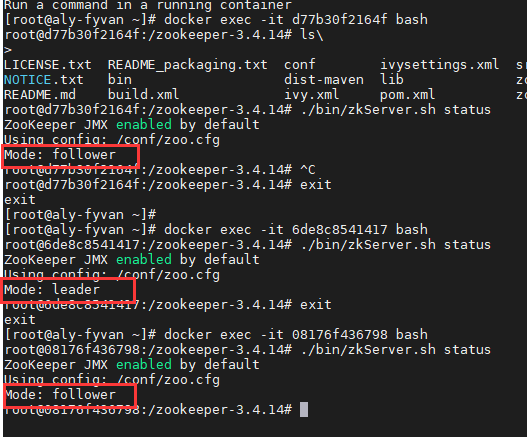 Run a command in a running container
[root@aly-fyvan ~]# docker exec -it d77b30f2164f bash
root@d77b30f2164f:/zookeeper-3.4.14# ls\
>
LICENSE.txt README_packaging.txt conf ivysettings.xml
NOTICE.txt bin dist-maven lib
README.md build.xml ivy.xml pom.xml
root@d77b30f2164f:/zookeeper-3.4.14# ./bin/zkServer.sh status
ZooKeeper JMX enabled by default
Using config: /conf/zoo.cfg
Mode: follower
root@d77b30f2164f:/zookeeper-3.4.14# ^C
root@d77b30f2164f:/zookeeper-3.4.14# exit
exit
[root@aly-fyvan ~]#
[root@aly-fyvan ~]# docker exec -it 6de8c8541417 bash
root@6de8c8541417:/zookeeper-3.4.14# ./bin/zkServer.sh status
ZooKeeper JMX enabled by default
Using config: /conf/zoo.cfg
Mode: leader
root@6de8c8541417:/zookeeper-3.4.14# exit
exit
[root@aly-fyvan ~]# docker exec -it 08176f436798 bash
root@08176f436798:/zookeeper-3.4.14# ./bin/zkServer.sh status
ZooKeeper JMX enabled by default
Using config: /conf/zoo.cfg
Mode: follower
root@08176f436798:/zookeeper-3.4.14#